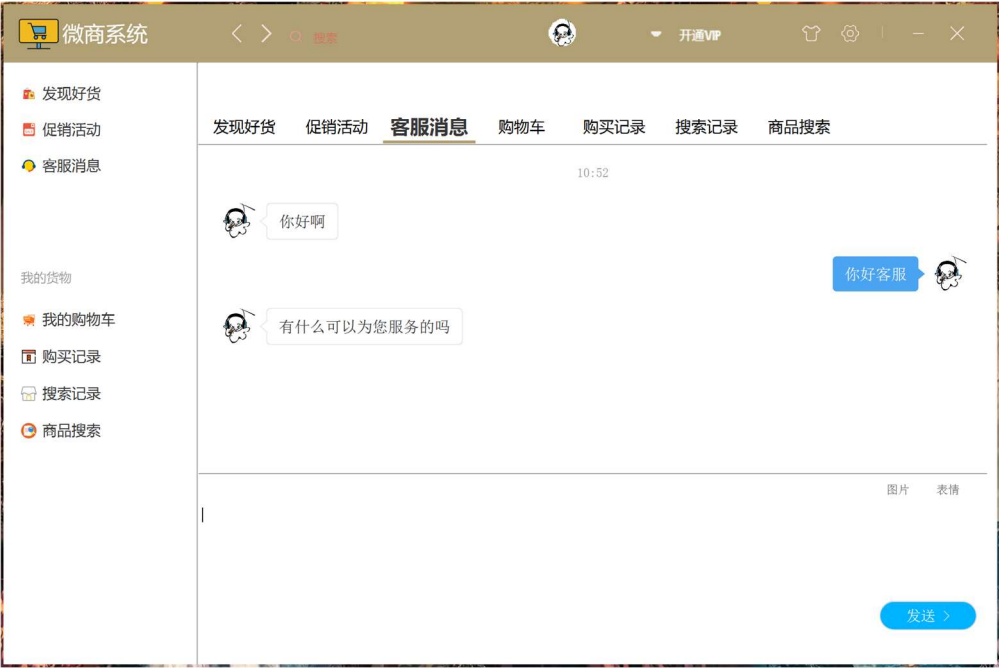 微商系统
搜索
开通VIP
发现好货
促销活动
客服消息
我的货物
我的购物车
购买记录
搜索记录
商品搜索
发现好货 促销活动 客服消息 购物车 购买记录 搜索记录 商品搜索
10:52
你好啊
你好客服
有什么可以为您服务的吗
图片 表情
发送